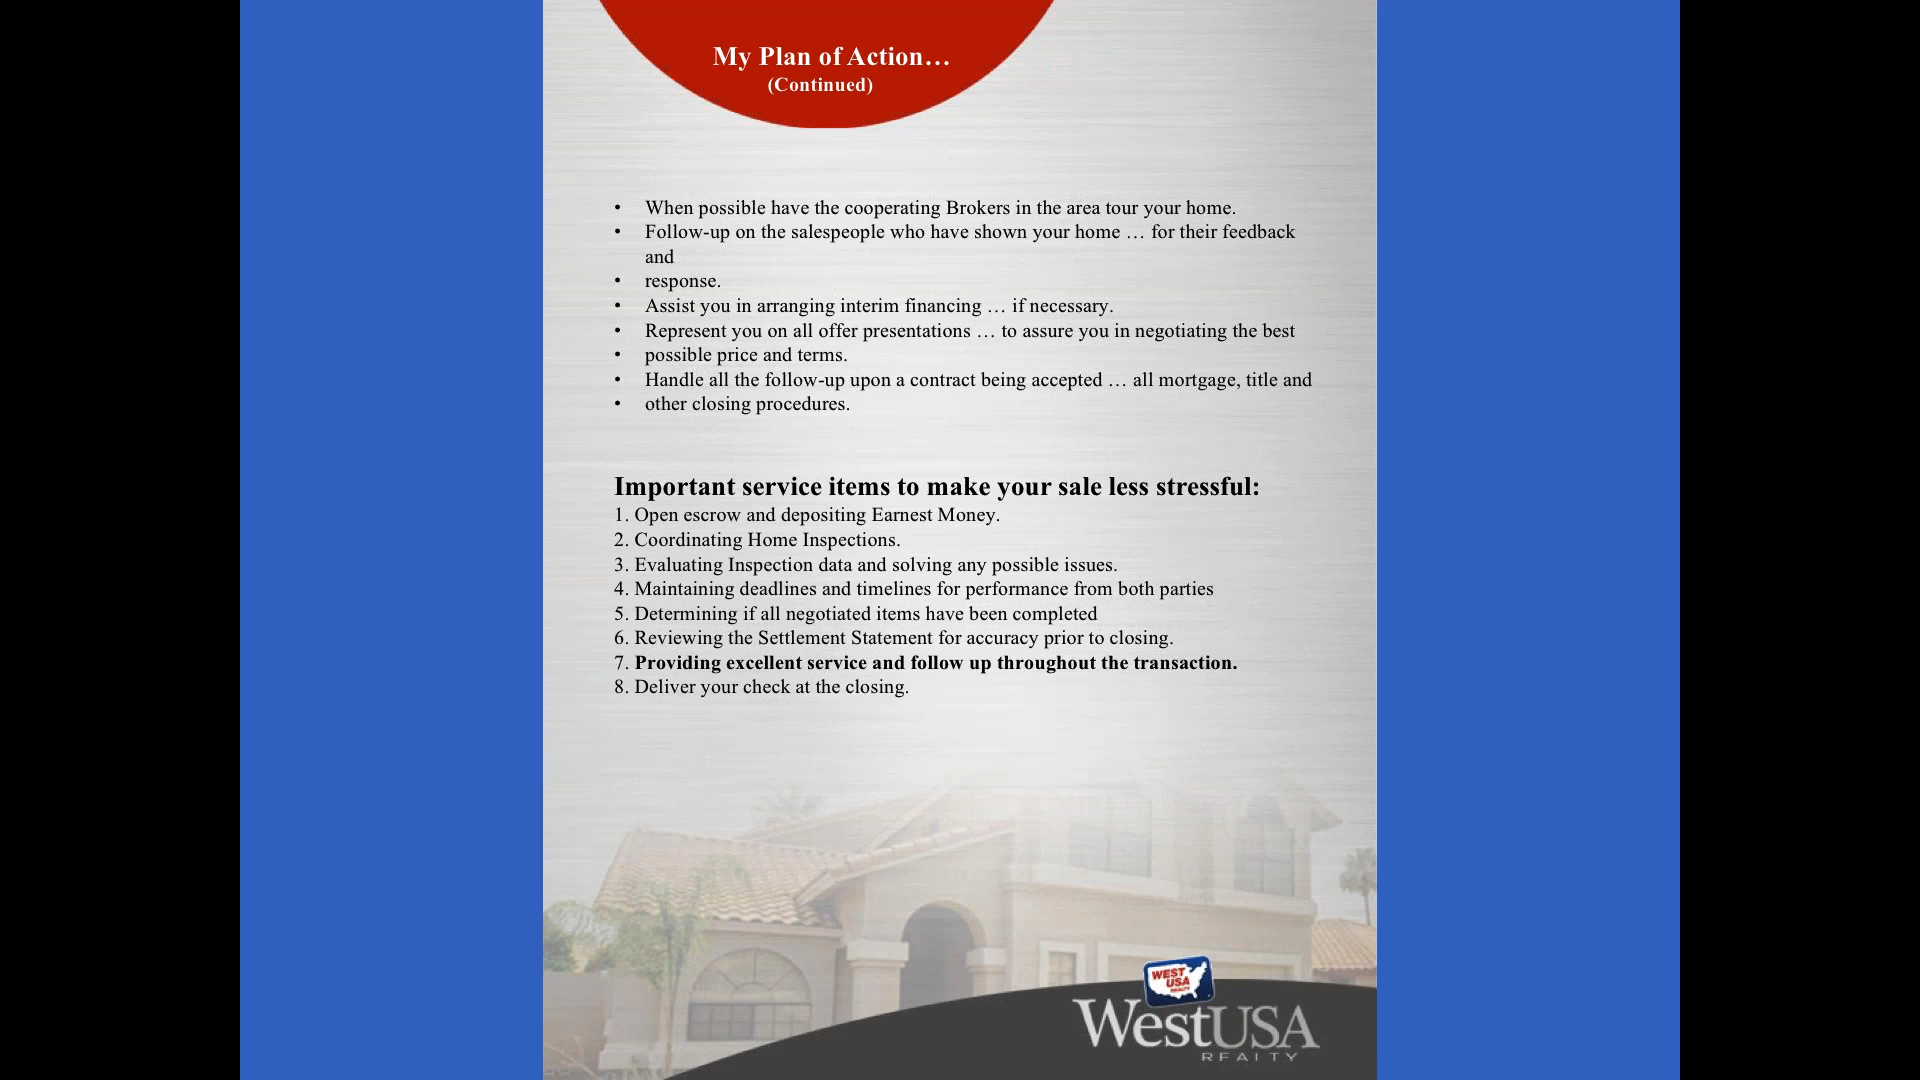 My Plan of Action…
(Continued)
• When possible have the cooperating Brokers in the area tour your home.
• Follow-up on the salespeople who have shown your home … for their feedback
and
• response.
• Assist you in arranging interim financing … if necessary.
• Represent you on all offer presentations … to assure you in negotiating the best
• possible price and terms.
• Handle all the follow-up upon a contract being accepted … all mortgage, title and
• other closing procedures.
Important service items to make your sale less stressful:
1. Open escrow and depositing Earnest Money.
2. Coordinating Home Inspections.
3. Evaluating Inspection data and solving any possible issues.
4. Maintaining deadlines and timelines for performance from both parties
5. Determining if all negotiated items have been completed
6. Reviewing the Settlement Statement for accuracy prior to closing.
7. Providing excellent service and follow up throughout the transaction.
8. Deliver your check at the closing.
WEST
USA
REALTY
WestUSA
REALTY